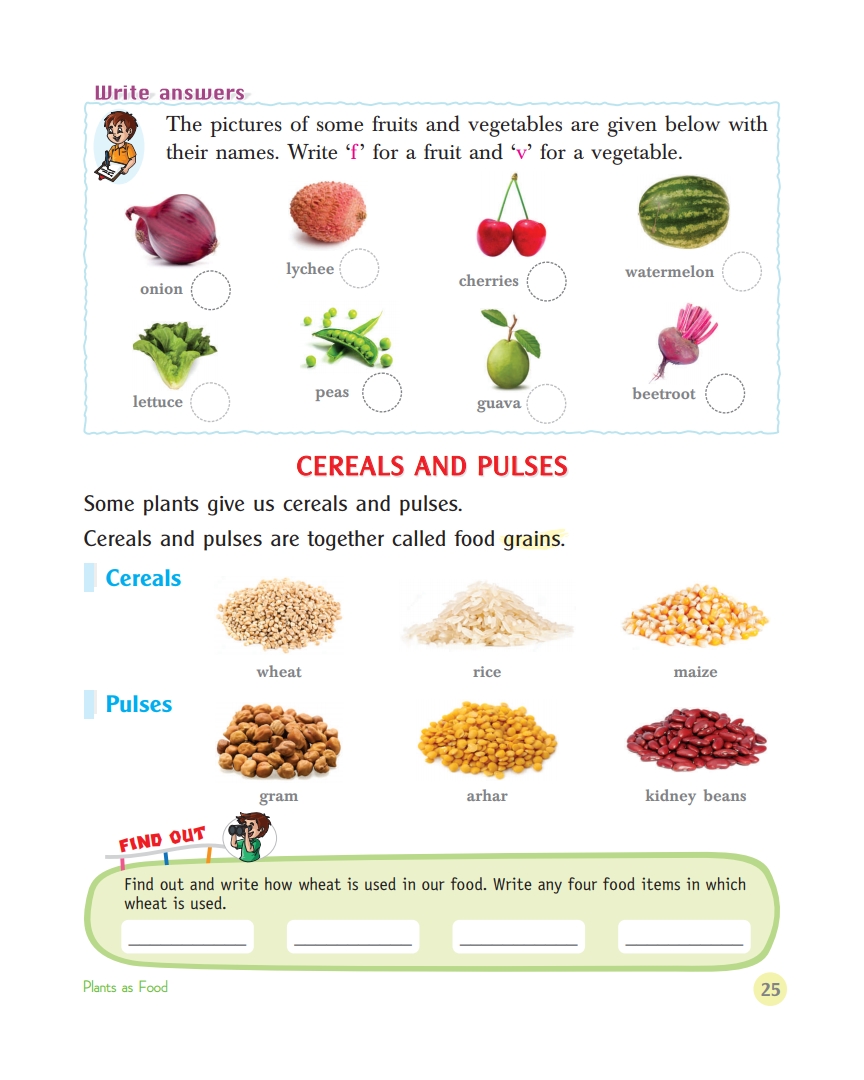 Write answers
The pictures of some fruits and vegetables are given below with
their names. Write ‘f’ for a fruit and ‘v’ for a vegetable.
onion
lychee
cherries
watermelon
lettuce
peas
guava
beetroot
CEREALS AND PULSES
Some plants give us cereals and pulses.
Cereals and pulses are together called food grains.
Cereals
wheat
rice
maize
Pulses
gram
arhar
kidney beans
FIND OUT
Find out and write how wheat is used in our food. Write any four food items in which
wheat is used.
Plants as Food
25